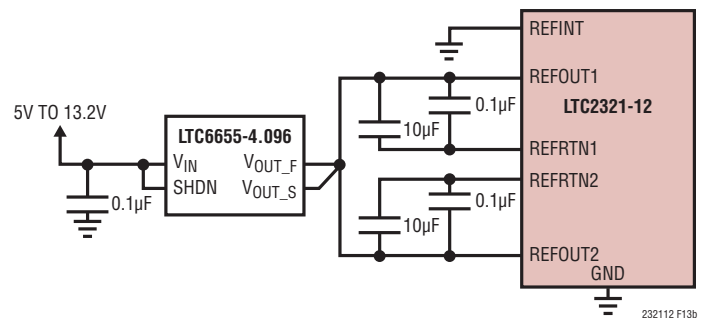 REFINT
REFOUT1
LTC2321-12
0.1µF
10µF
REFRTN1
REFRTN2
0.1µF
10µF
REFOUT2
GND
5V TO 13.2V
LTC6655-4.096
VIN
VOUT_F
SHDN
VOUT_S
0.1µF
232112 F13b